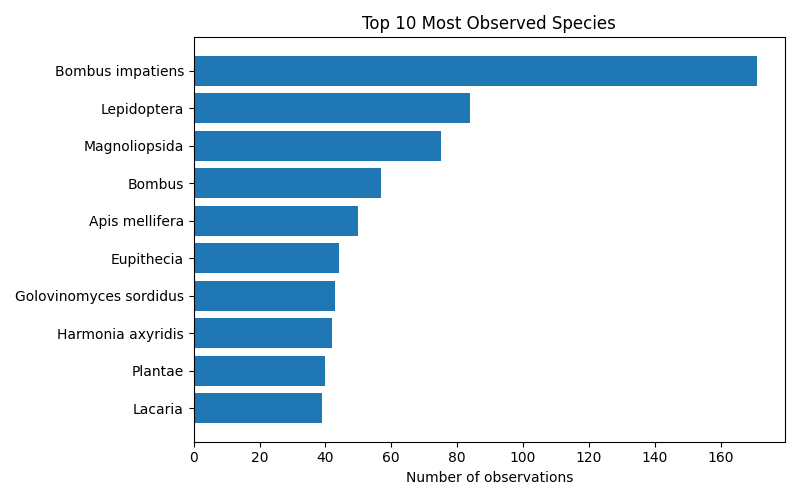 Top 10 Most Observed Species
Bombus impatiens
Lepidoptera
Magnoliopsida
Bombus
Apis mellifera
Eupithecia
Golovinomyces sordidus
Harmonia axyridis
Plantae
Lacaria
0 20 40 60 80 100 120 140 160
Number of observations